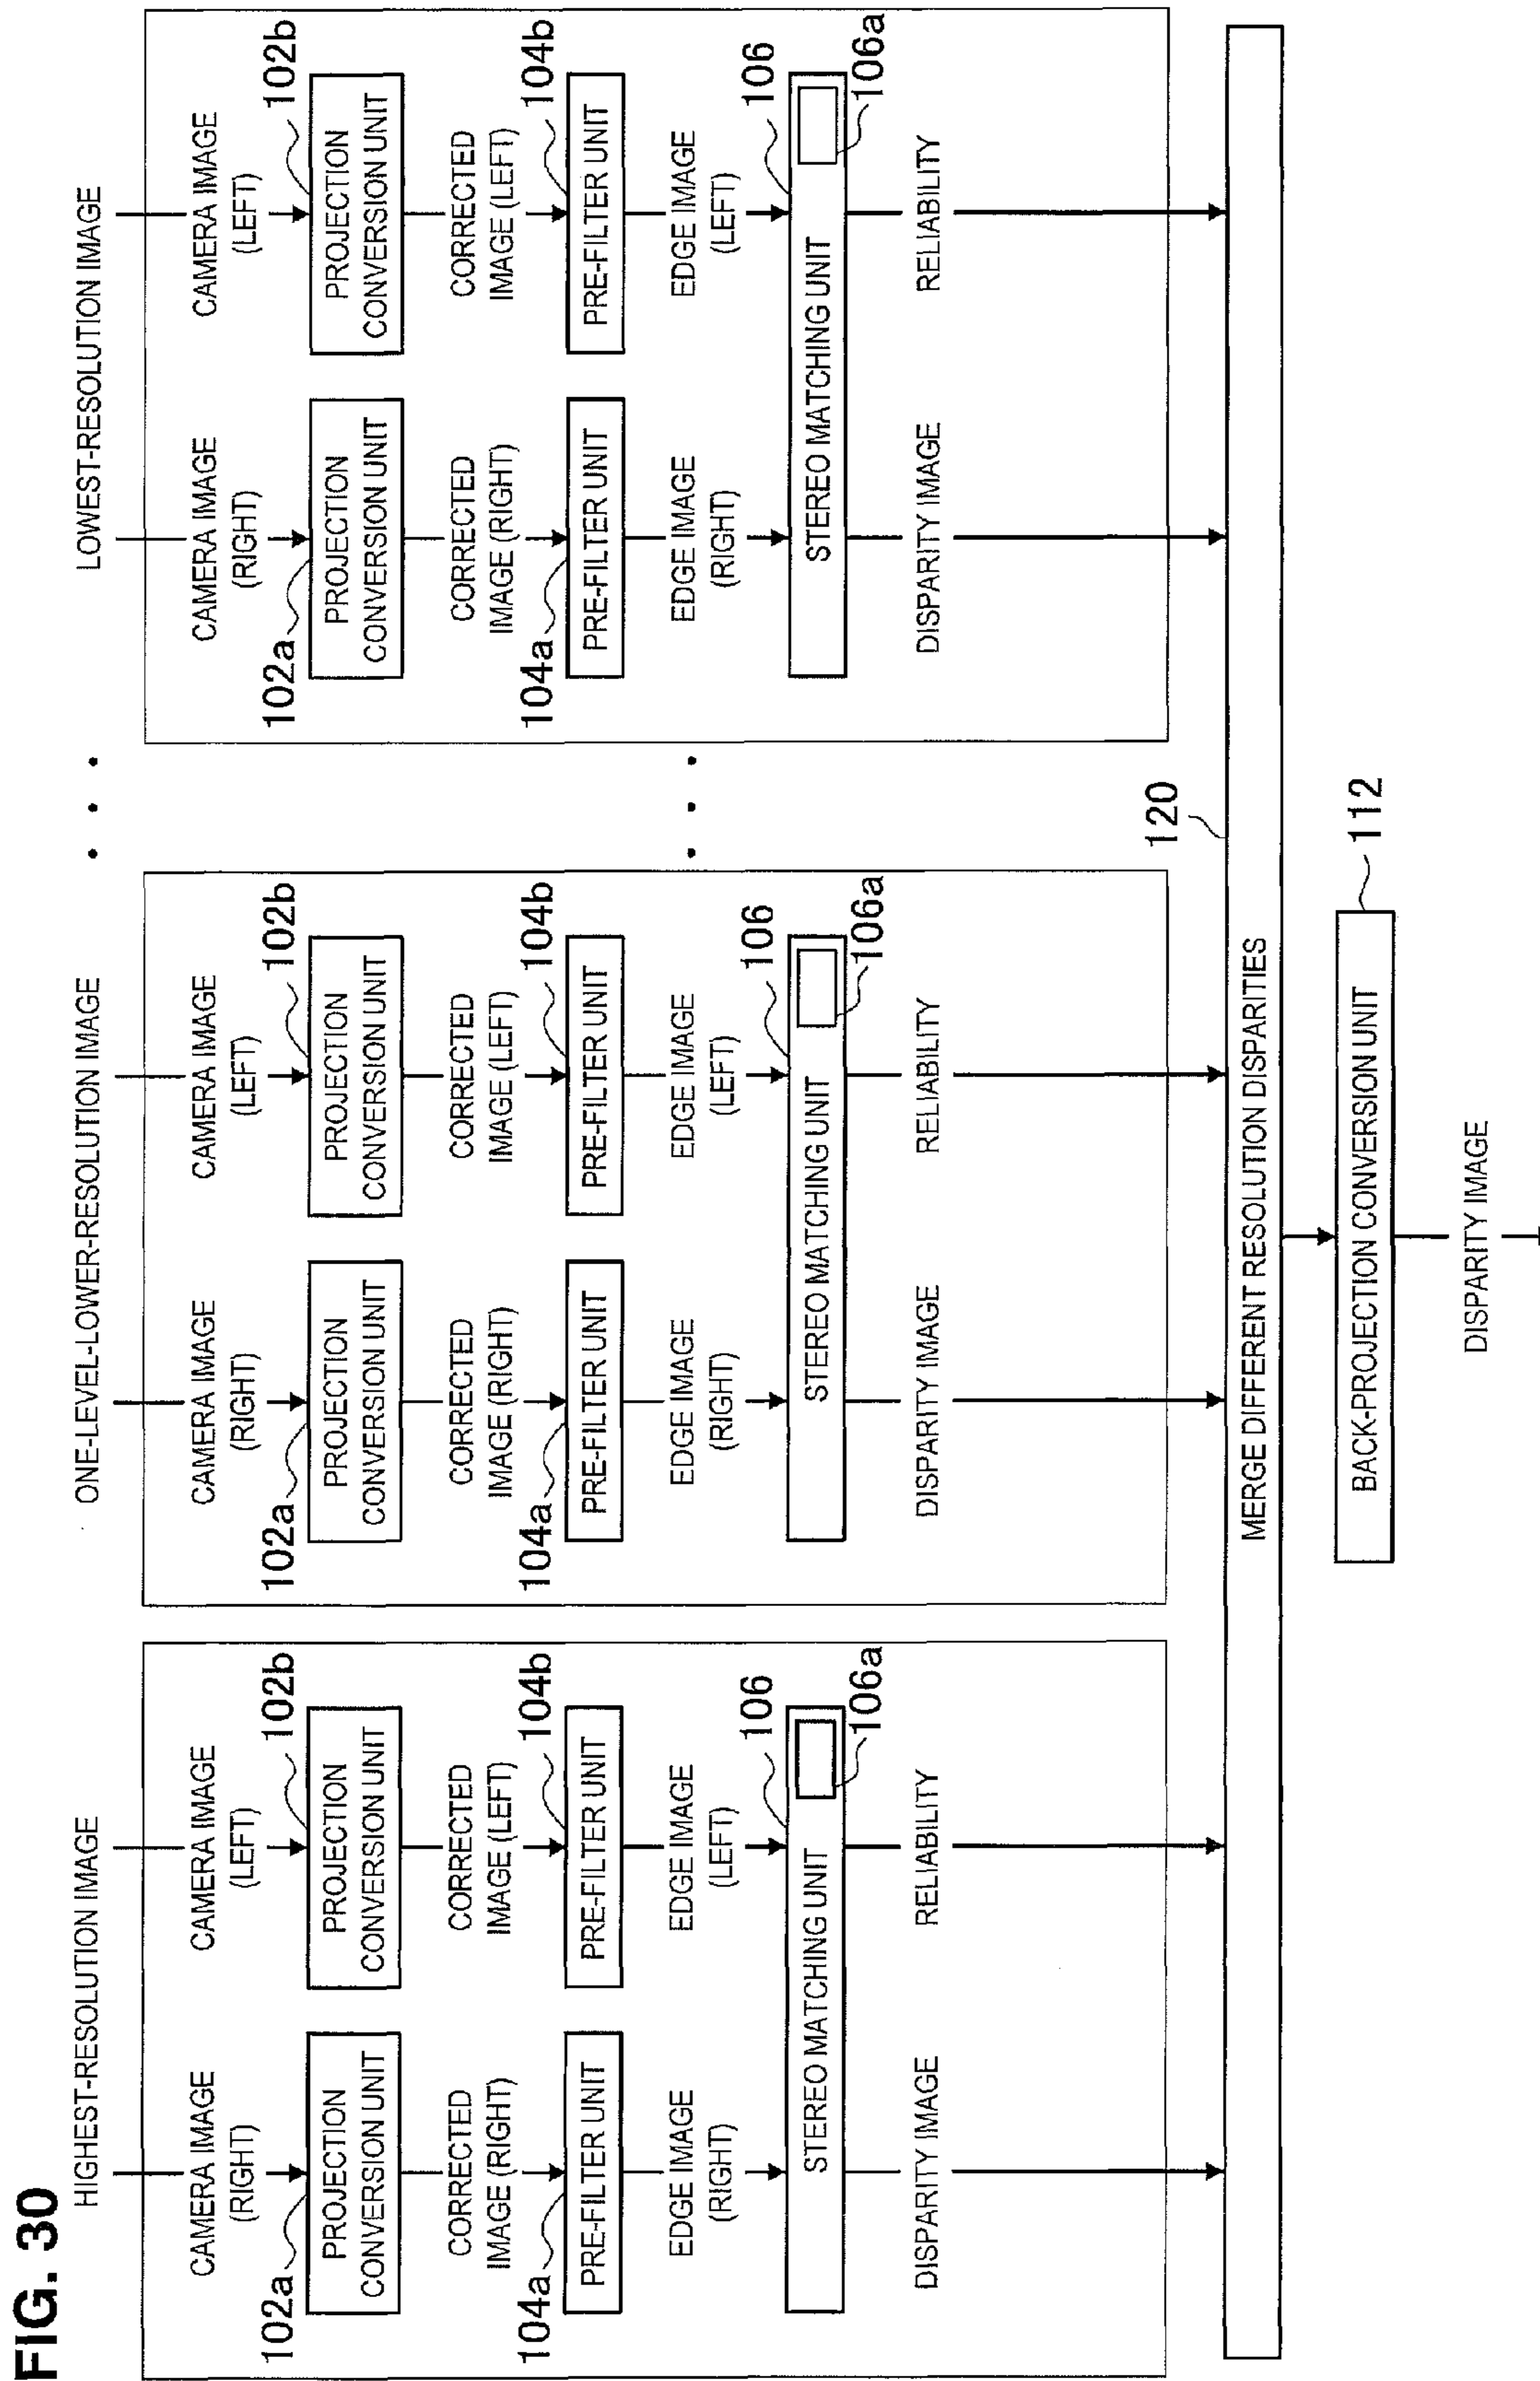 FIG. 30
HIGHEST-RESOLUTION IMAGE
CAMERA IMAGE
(RIGHT)
CAMERA IMAGE
(LEFT)
102a
PROJECTION
CONVERSION UNIT
102b
PROJECTION
CONVERSION UNIT
CORRECTED
IMAGE (RIGHT)
CORRECTED
IMAGE (LEFT)
104a
PRE-FILTER UNIT
104b
PRE-FILTER UNIT
EDGE IMAGE
(RIGHT)
EDGE IMAGE
(LEFT)
106
STEREO MATCHING UNIT
106a
DISPARITY IMAGE
RELIABILITY
ONE-LEVEL-LOWER-RESOLUTION IMAGE
CAMERA IMAGE
(RIGHT)
CAMERA IMAGE
(LEFT)
102a
PROJECTION
CONVERSION UNIT
102b
PROJECTION
CONVERSION UNIT
CORRECTED
IMAGE (RIGHT)
CORRECTED
IMAGE (LEFT)
104a
PRE-FILTER UNIT
104b
PRE-FILTER UNIT
EDGE IMAGE
(RIGHT)
EDGE IMAGE
(LEFT)
106
STEREO MATCHING UNIT
106a
DISPARITY IMAGE
RELIABILITY
. . .
. . .
LOWEST-RESOLUTION IMAGE
CAMERA IMAGE
(RIGHT)
CAMERA IMAGE
(LEFT)
102a
PROJECTION
CONVERSION UNIT
102b
PROJECTION
CONVERSION UNIT
CORRECTED
IMAGE (RIGHT)
CORRECTED
IMAGE (LEFT)
104a
PRE-FILTER UNIT
104b
PRE-FILTER UNIT
EDGE IMAGE
(RIGHT)
EDGE IMAGE
(LEFT)
106
STEREO MATCHING UNIT
106a
DISPARITY IMAGE
RELIABILITY
120
MERGE DIFFERENT RESOLUTION DISPARITIES
BACK-PROJECTION CONVERSION UNIT
112
DISPARITY IMAGE